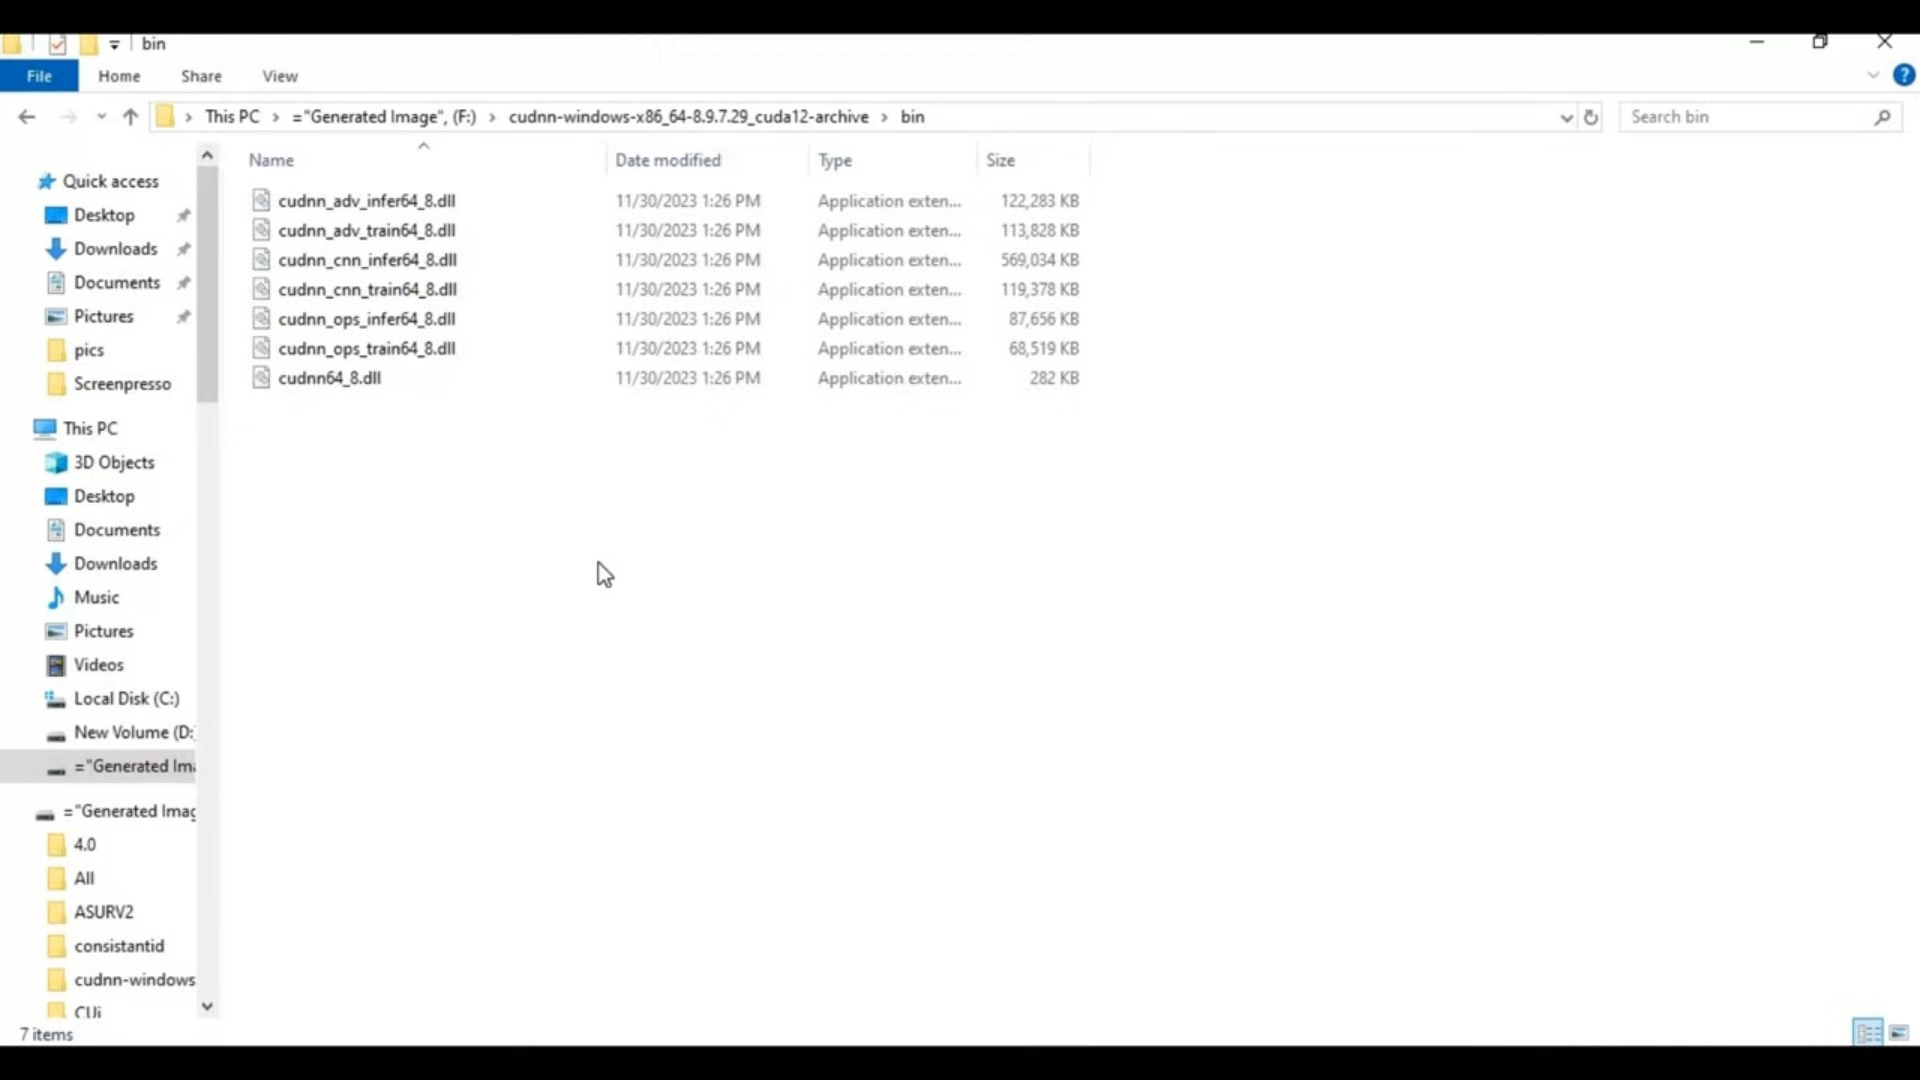 bin
File Home Share View
This PC ="Generated Image", (F:) cudnn-windows-x86_64-8.9.7.29_cuda12-archive bin
Search bin
Name Date modified Type Size
cudnn_adv_infer64_8.dll 11/30/2023 1:26 PM Application exten... 122,283 KB
cudnn_adv_train64_8.dll 11/30/2023 1:26 PM Application exten... 113,828 KB
cudnn_cnn_infer64_8.dll 11/30/2023 1:26 PM Application exten... 569,034 KB
cudnn_cnn_train64_8.dll 11/30/2023 1:26 PM Application exten... 119,378 KB
cudnn_ops_infer64_8.dll 11/30/2023 1:26 PM Application exten... 87,656 KB
cudnn_ops_train64_8.dll 11/30/2023 1:26 PM Application exten... 68,519 KB
cudnn64_8.dll 11/30/2023 1:26 PM Application exten... 282 KB
Quick access
Desktop
Downloads
Documents
Pictures
pics
Screenpresso
This PC
3D Objects
Desktop
Documents
Downloads
Music
Pictures
Videos
Local Disk (C:)
New Volume (D:
="Generated Ima
="Generated Imag
4.0
All
ASURV2
consistantid
cudnn-windows
CUi
7 items